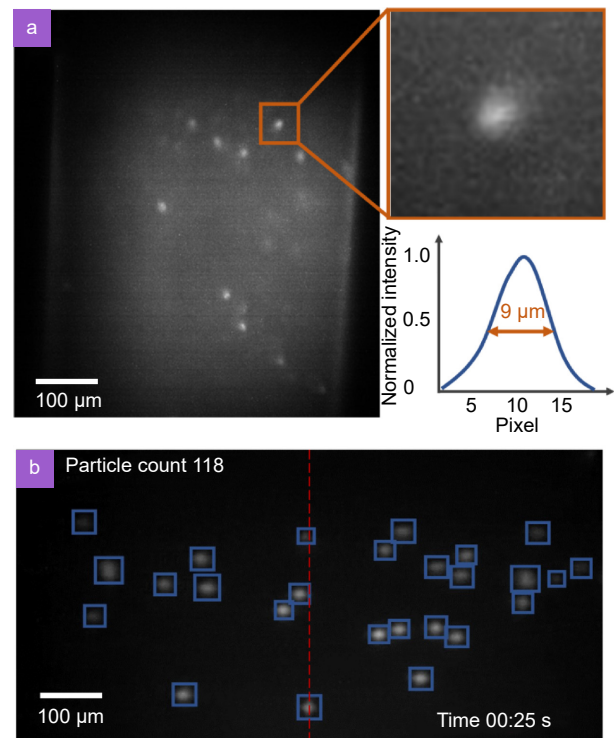 a
100 µm
Normalized intensity
1.0
0.5
0
9 µm
5 10 15
Pixel
b
Particle count 118
100 µm
Time 00:25 s